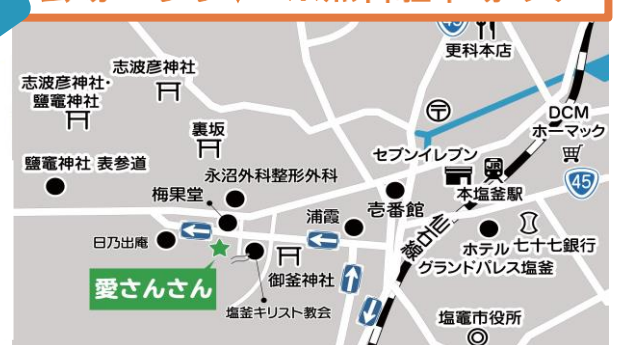 45
更科本店
志波彦神社
志波彦神社・
鹽竈神社
裏坂
DCM
ホーマック
セブンイレブン
鹽竈神社 表参道
永沼外科整形外科
本塩釜駅
45
梅果堂
壱番館
浦霞
仙石線
日乃出庵
ホテル
グランドパレス塩釜
七十七銀行
愛さんさん
御釜神社
塩釜キリスト教会
塩竈市役所